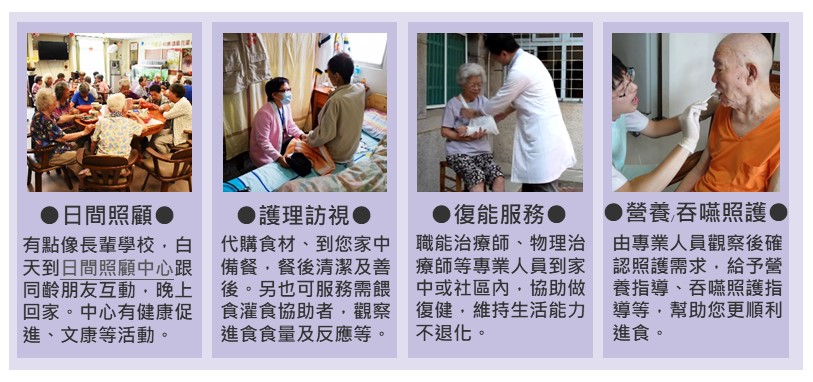 ●日間照顧●
有點像長輩學校，白
天到日間照顧中心跟
同齡朋友互動，晚上
回家。中心有健康促
進、文康等活動。
●護理訪視●
代購食材、到您家中
備餐，餐後清潔及善
後。另也可服務需餵
食灌食協助者，觀察
進食食量及反應等。
●復能服務●
職能治療師、物理治
療師等專業人員到家
中或社區內，協助做
復健，維持生活能力
不退化。
●營養/吞嚥照護●
由專業人員觀察後確
認照護需求，給予營
養指導、吞嚥照護指
導等，幫助您更順利
進食。